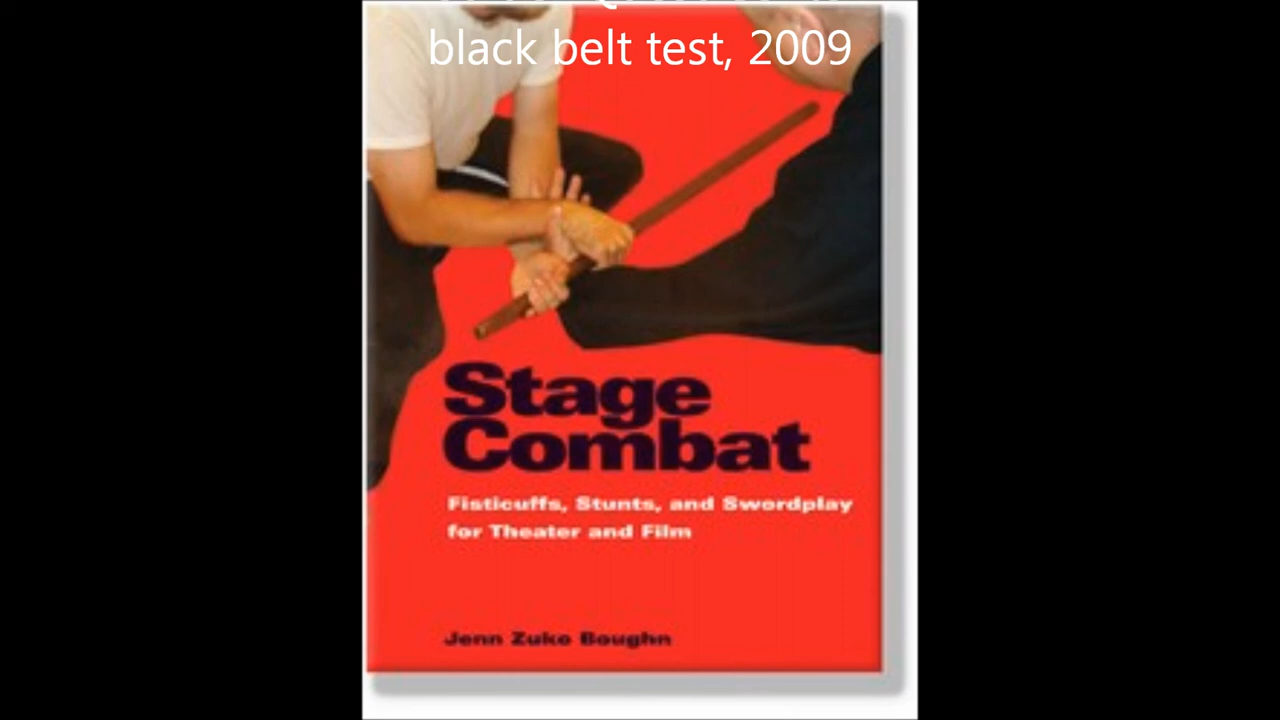 black belt test, 2009
Stage
Combat
Fisticuffs, Stunts, and Swordplay
for Theater and Film
Jenn Zuko Boughn